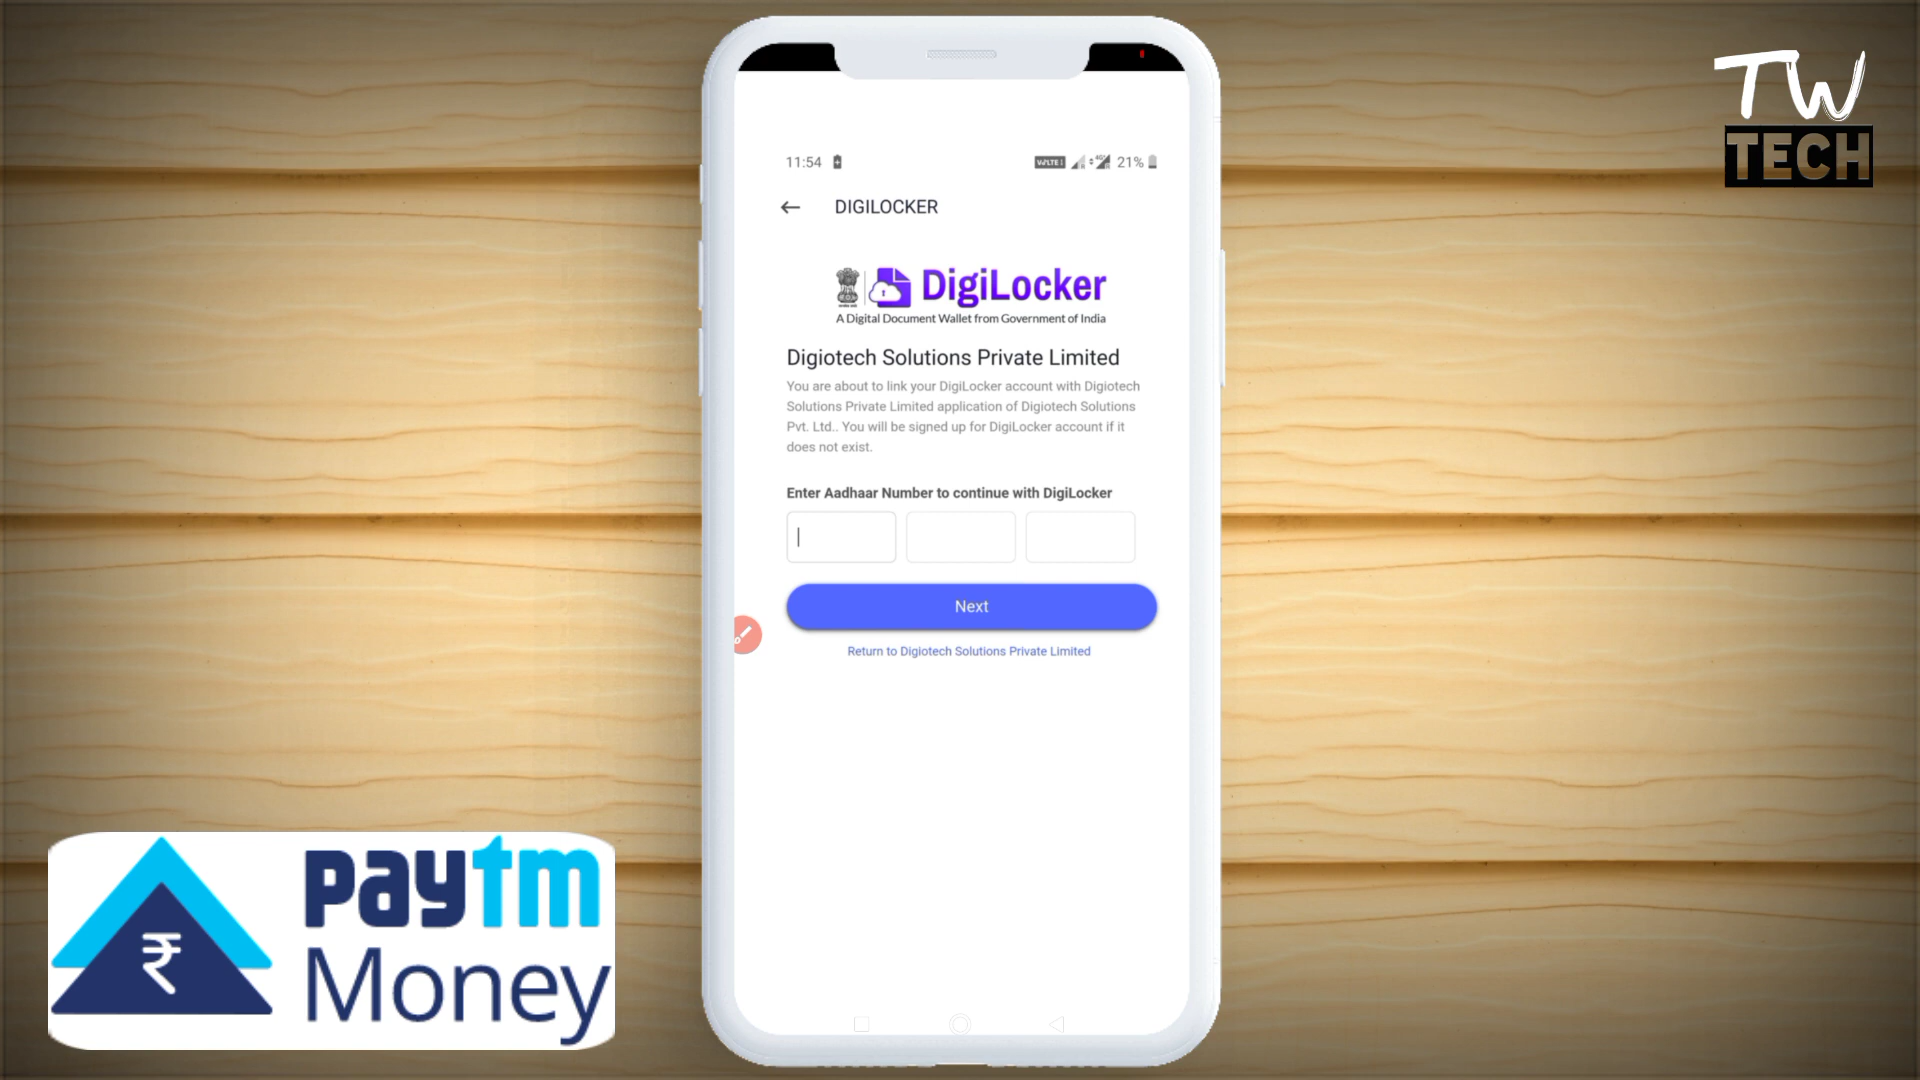 TW
TECH
11:54
VoLTE 4G 21%
DIGILOCKER
DigiLocker
A Digital Document Wallet from Government of India
Digiotech Solutions Private Limited
You are about to link your DigiLocker account with Digiotech
Solutions Private Limited application of Digiotech Solutions
Pvt. Ltd.. You will be signed up for DigiLocker account if it
does not exist.
Enter Aadhaar Number to continue with DigiLocker
Next
Return to Digiotech Solutions Private Limited
₹
paytm
Money